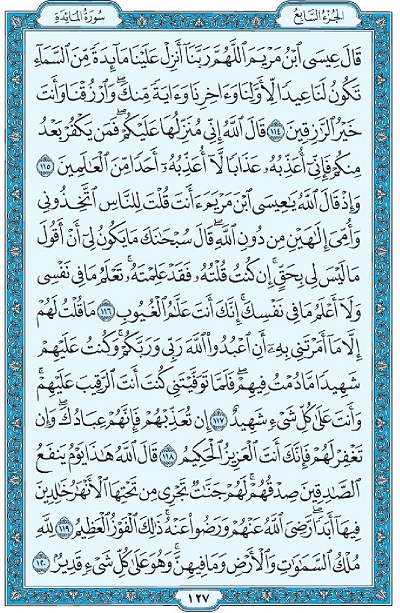 الجزء السابع سورة المائدة
قَالَ عِيسَى ٱبْنُ مَرْيَمَ ٱللَّهُمَّ رَبَّنَآ أَنزِلْ عَلَيْنَا مَآئِدَةً مِّنَ ٱلسَّمَآءِ
تَكُونُ لَنَا عِيدًا لِّأَوَّلِنَا وَءَاخِرِنَا وَءَايَةً مِّنكَۖ وَٱرْزُقْنَا وَأَنتَ
خَيْرُ ٱلرَّٰزِقِينَ ١١٤ قَالَ ٱللَّهُ إِنِّى مُنَزِّلُهَا عَلَيْكُمْۖ فَمَن يَكْفُرْ بَعْدُ
مِنكُمْ فَإِنِّىٓ أُعَذِّبُهُۥ عَذَابًا لَّآ أُعَذِّبُهُۥٓ أَحَدًا مِّنَ ٱلْعَٰلَمِينَ ١١٥
وَإِذْ قَالَ ٱللَّهُ يَٰعِيسَى ٱبْنَ مَرْيَمَ ءَأَنتَ قُلْتَ لِلنَّاسِ ٱتَّخِذُونِى
وَأُمِّىَ إِلَٰهَيْنِ مِن دُونِ ٱللَّهِۖ قَالَ سُبْحَٰنَكَ مَا يَكُونُ لِىٓ أَنْ أَقُولَ
مَا لَيْسَ لِى بِحَقٍّۚ إِن كُنتُ قُلْتُهُۥ فَقَدْ عَلِمْتَهُۥۚ تَعْلَمُ مَا فِى نَفْسِى
وَلَآ أَعْلَمُ مَا فِى نَفْسِكَۚ إِنَّكَ أَنتَ عَلَّٰمُ ٱلْغُيُوبِ ١١٦ مَا قُلْتُ لَهُمْ
إِلَّا مَآ أَمَرْتَنِى بِهِۦٓ أَنِ ٱعْبُدُوا۟ ٱللَّهَ رَبِّى وَرَبَّكُمْۚ وَكُنتُ عَلَيْهِمْ
شَهِيدًا مَّا دُمْتُ فِيهِمْۖ فَلَمَّا تَوَفَّيْتَنِى كُنتَ أَنتَ ٱلرَّقِيبَ عَلَيْهِمْۚ
وَأَنتَ عَلَىٰ كُلِّ شَىْءٍ شَهِيدٌ ١١٧ إِن تُعَذِّبْهُمْ فَإِنَّهُمْ عِبَادُكَۖ وَإِن
تَغْفِرْ لَهُمْ فَإِنَّكَ أَنتَ ٱلْعَزِيزُ ٱلْحَكِيمُ ١١٨ قَالَ ٱللَّهُ هَٰذَا يَوْمُ يَنفَعُ
ٱلصَّٰدِقِينَ صِدْقُهُمْۚ لَهُمْ جَنَّٰتٌ تَجْرِى مِن تَحْتِهَا ٱلْأَنْهَٰرُ خَٰلِدِينَ
فِيهَآ أَبَدًاۚ رَّضِىَ ٱللَّهُ عَنْهُمْ وَرَضُوا۟ عَنْهُۚ ذَٰلِكَ ٱلْفَوْزُ ٱلْعَظِيمُ ١١٩ لِلَّهِ
مُلْكُ ٱلسَّمَٰوَٰتِ وَٱلْأَرْضِ وَمَا فِيهِنَّۚ وَهُوَ عَلَىٰ كُلِّ شَىْءٍ قَدِيرٌۢ ١٢٠
١٢٧